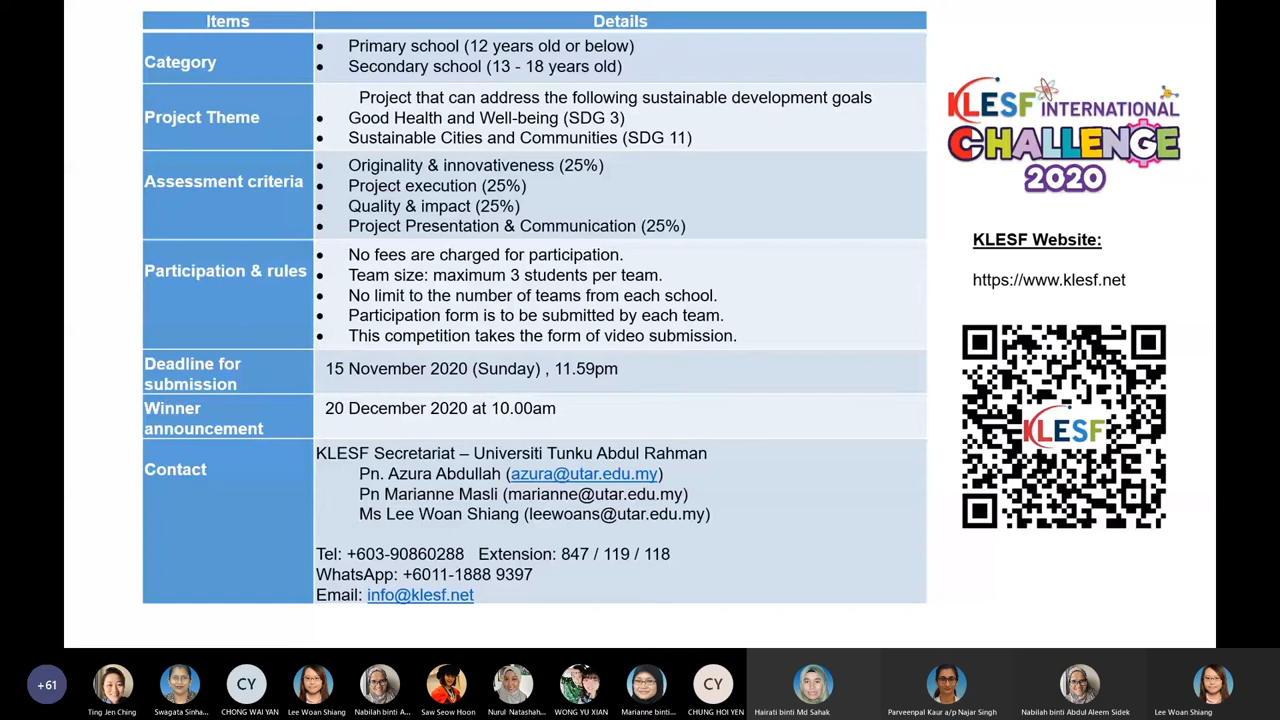 Items Details
Category
• Primary school (12 years old or below)
• Secondary school (13 - 18 years old)
Project Theme
Project that can address the following sustainable development goals
• Good Health and Well-being (SDG 3)
• Sustainable Cities and Communities (SDG 11)
Assessment criteria
• Originality & innovativeness (25%)
• Project execution (25%)
• Quality & impact (25%)
• Project Presentation & Communication (25%)
Participation & rules
• No fees are charged for participation.
• Team size: maximum 3 students per team.
• No limit to the number of teams from each school.
• Participation form is to be submitted by each team.
• This competition takes the form of video submission.
Deadline for
submission
15 November 2020 (Sunday) , 11.59pm
Winner
announcement
20 December 2020 at 10.00am
Contact
KLESF Secretariat – Universiti Tunku Abdul Rahman
Pn. Azura Abdullah (azura@utar.edu.my)
Pn Marianne Masli (marianne@utar.edu.my)
Ms Lee Woan Shiang (leewoans@utar.edu.my)
Tel: +603-90860288 Extension: 847 / 119 / 118
WhatsApp: +6011-1888 9397
Email: info@klesf.net
KLESF INTERNATIONAL
CHALLENGE
2020
KLESF Website:
https://www.klesf.net
KLESF
+61 CY CY
Ting Jen Ching Swagata Sinha... CHONG WAI YAN Lee Woan Shiang Nabilah binti A... Saw Seow Hoon Nurul Natashah... WONG YU XIAN Marianne binti... CHUNG HOI YEN Hairati binti Md Sahak Parveenpal Kaur a/p Najar Singh Nabilah binti Abdul Aleem Sidek Lee Woan Shiang